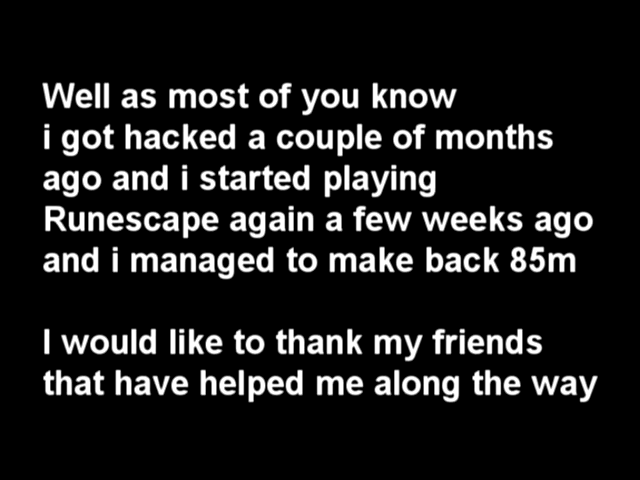 Well as most of you know
i got hacked a couple of months
ago and i started playing
Runescape again a few weeks ago
and i managed to make back 85m
I would like to thank my friends
that have helped me along the way